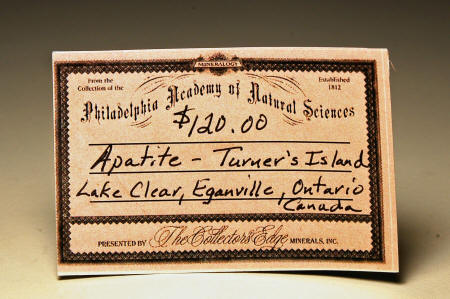 MINERALOGY
From the Collection of the
Established 1812
Philadelphia Academy of Natural Sciences
$120.00
Apatite - Turner's Island
Lake Clear, Eganville, Ontario
Canada
PRESENTED BY The Collector's Edge MINERALS, INC.